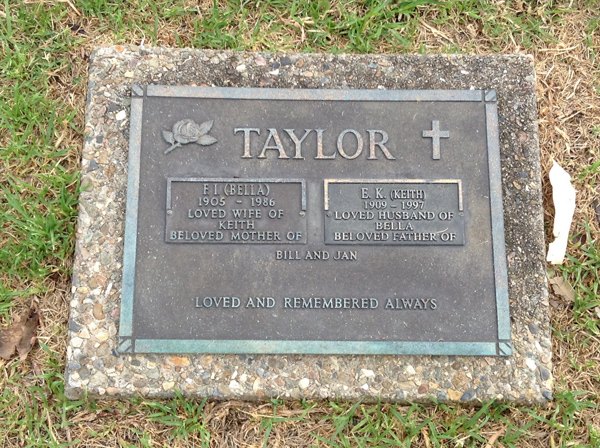 TAYLOR
F. I. (BELLA)
1905 - 1986
LOVED WIFE OF
KEITH
BELOVED MOTHER OF
E. K. (KEITH)
1909 - 1997
LOVED HUSBAND OF
BELLA
BELOVED FATHER OF
BILL AND JAN
LOVED AND REMEMBERED ALWAYS